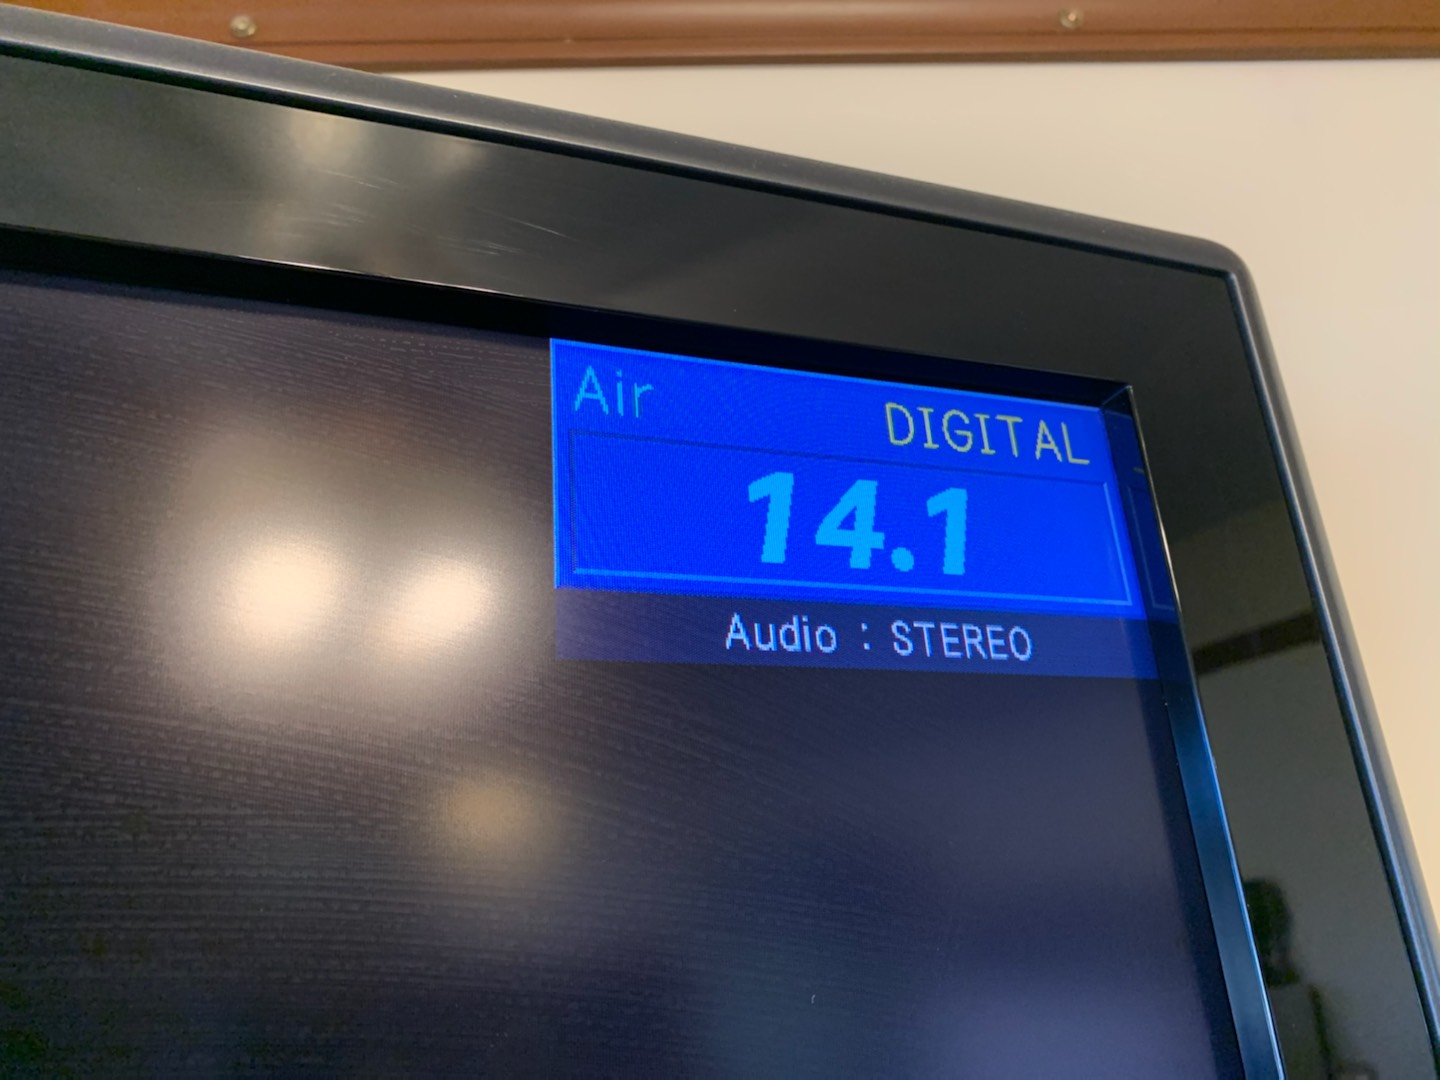 Air
DIGITAL
14.1
Audio : STEREO